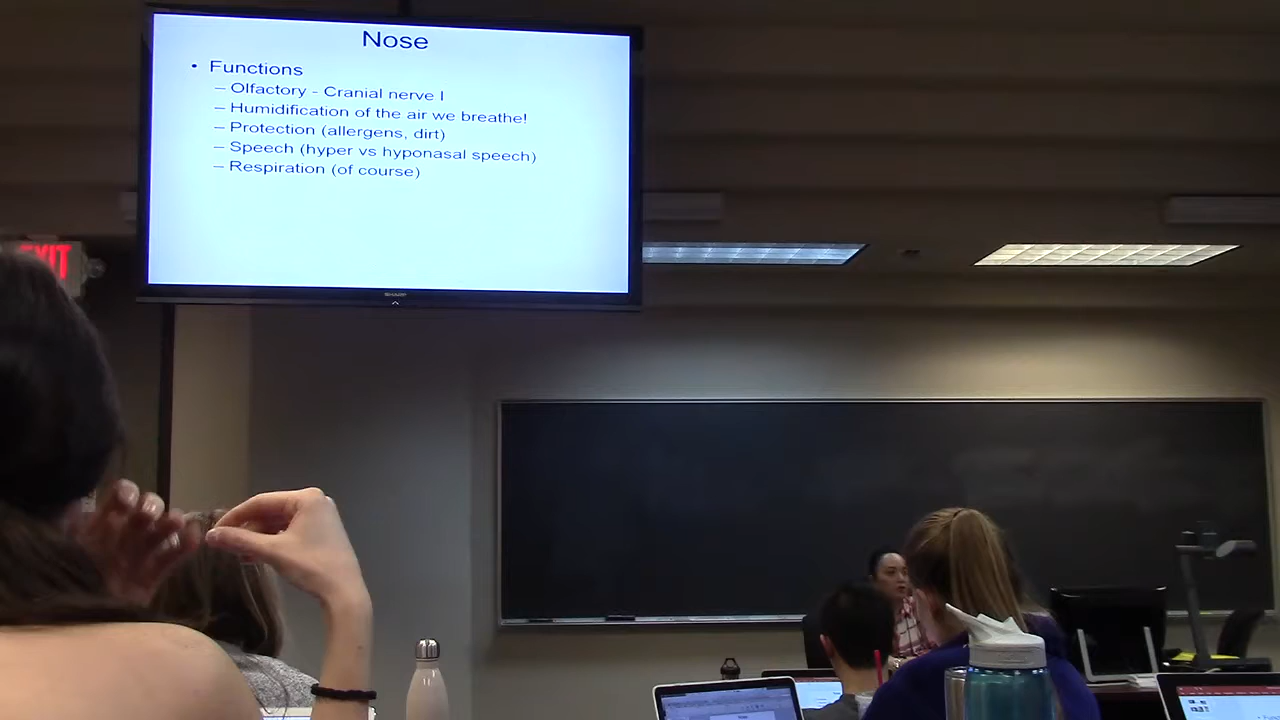 Nose
• Functions
– Olfactory - Cranial nerve I
– Humidification of the air we breathe!
– Protection (allergens, dirt)
– Speech (hyper vs hyponasal speech)
– Respiration (of course)
SHARP
EXIT